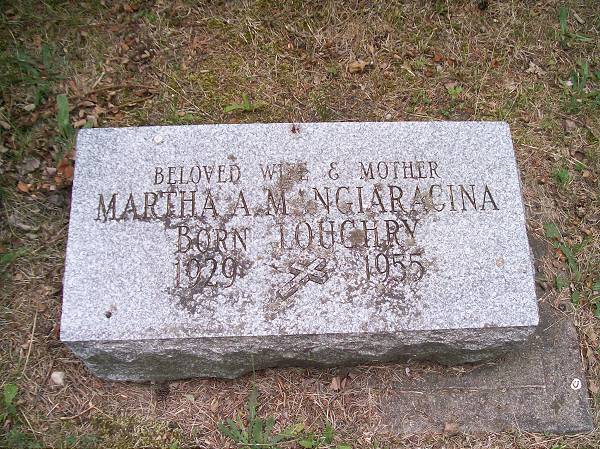 BELOVED WIFE & MOTHER
MARTHA A. MANGIARACINA
BORN LOUGHRY
1929 1955